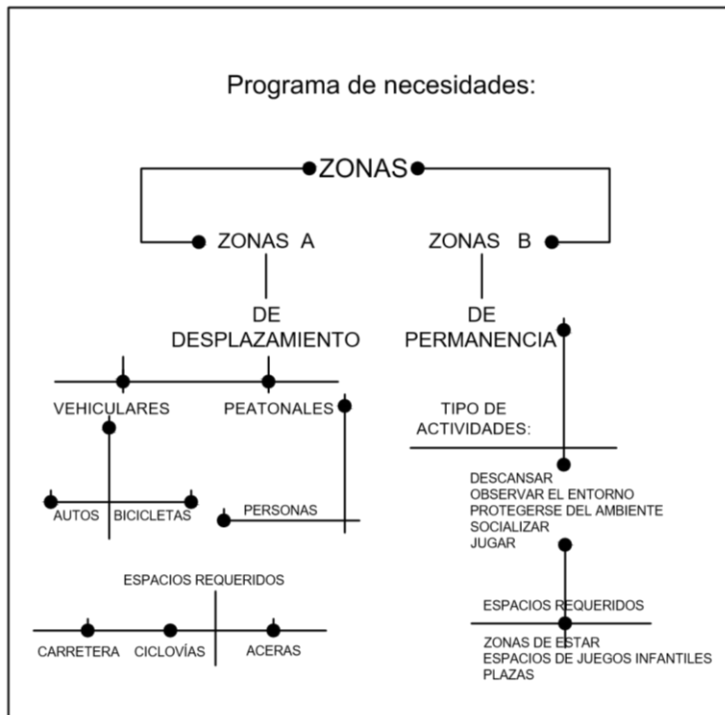 Programa de necesidades:
ZONAS
ZONAS A
DE
DESPLAZAMIENTO
VEHICULARES
PEATONALES
AUTOS
BICICLETAS
PERSONAS
ESPACIOS REQUERIDOS
CARRETERA
CICLOVÍAS
ACERAS
ZONAS B
DE
PERMANENCIA
TIPO DE
ACTIVIDADES:
DESCANSAR
OBSERVAR EL ENTORNO
PROTEGERSE DEL AMBIENTE
SOCIALIZAR
JUGAR
ESPACIOS REQUERIDOS
ZONAS DE ESTAR
ESPACIOS DE JUEGOS INFANTILES
PLAZAS